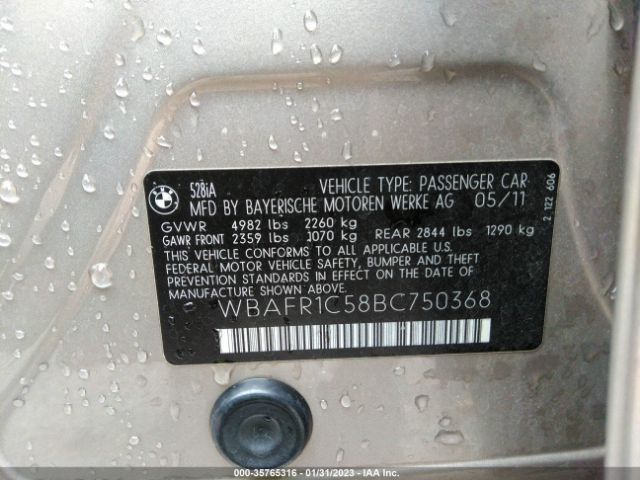 BMW
528iA
VEHICLE TYPE: PASSENGER CAR
MFD BY BAYERISCHE MOTOREN WERKE AG 05/11
GVWR 4982 lbs 2260 kg
GAWR FRONT 2359 lbs 1070 kg REAR 2844 lbs 1290 kg
THIS VEHICLE CONFORMS TO ALL APPLICABLE U.S.
FEDERAL MOTOR VEHICLE SAFETY, BUMPER AND THEFT
PREVENTION STANDARDS IN EFFECT ON THE DATE
OF MANUFACTURE SHOWN ABOVE.
WBAFR1C58BC750368
2 122 606
000-35765316 - 01/31/2023 - IAA Inc.